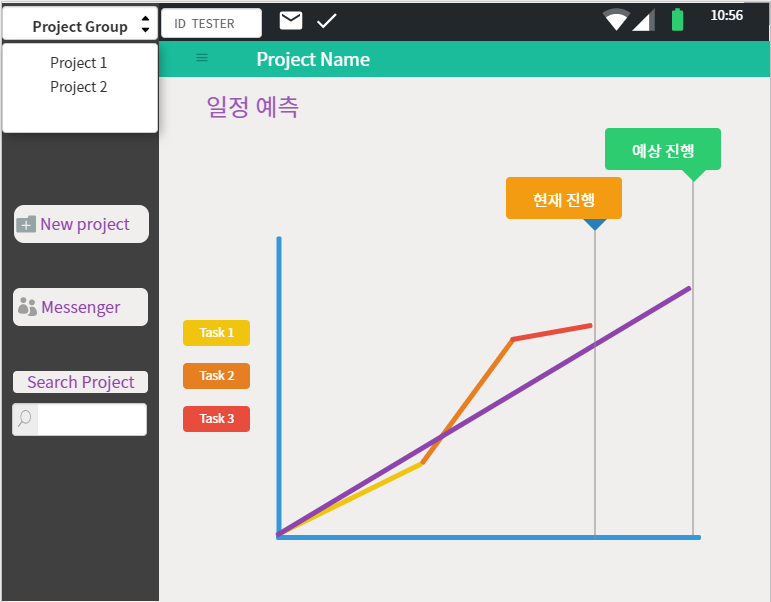 Project Group
ID TESTER
10:56
Project 1
Project 2
Project Name
일정 예측
예상 진행
현재 진행
New project
Messenger
Search Project
Task 1
Task 2
Task 3